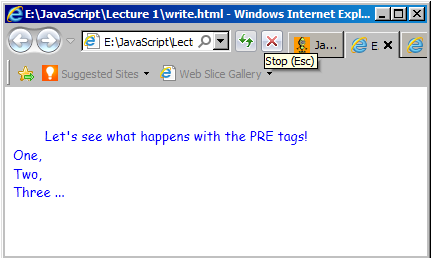 E:\JavaScript\Lecture 1\write.html - Windows Internet Expl...
E:\JavaScript\Lect
Ja...
E
Stop (Esc)
Suggested Sites
Web Slice Gallery
Let's see what happens with the PRE tags!
One,
Two,
Three ...